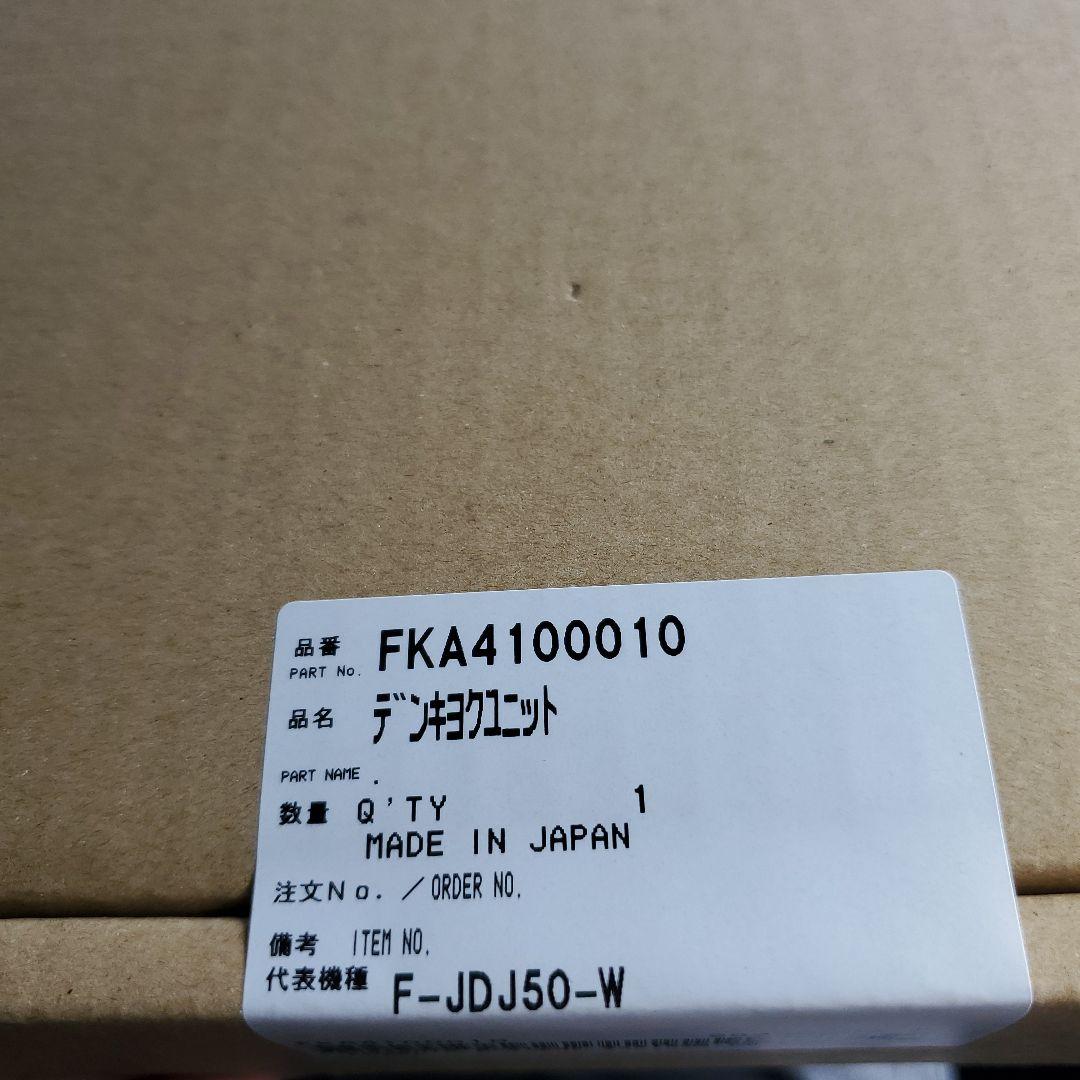 品番 FKA4100010
PART No.
品名 デンキヨクユニット
PART NAME .
数量 Q'TY 1
MADE IN JAPAN
注文No. /ORDER NO.
備考 ITEM NO.
代表機種 F-JDJ50-W